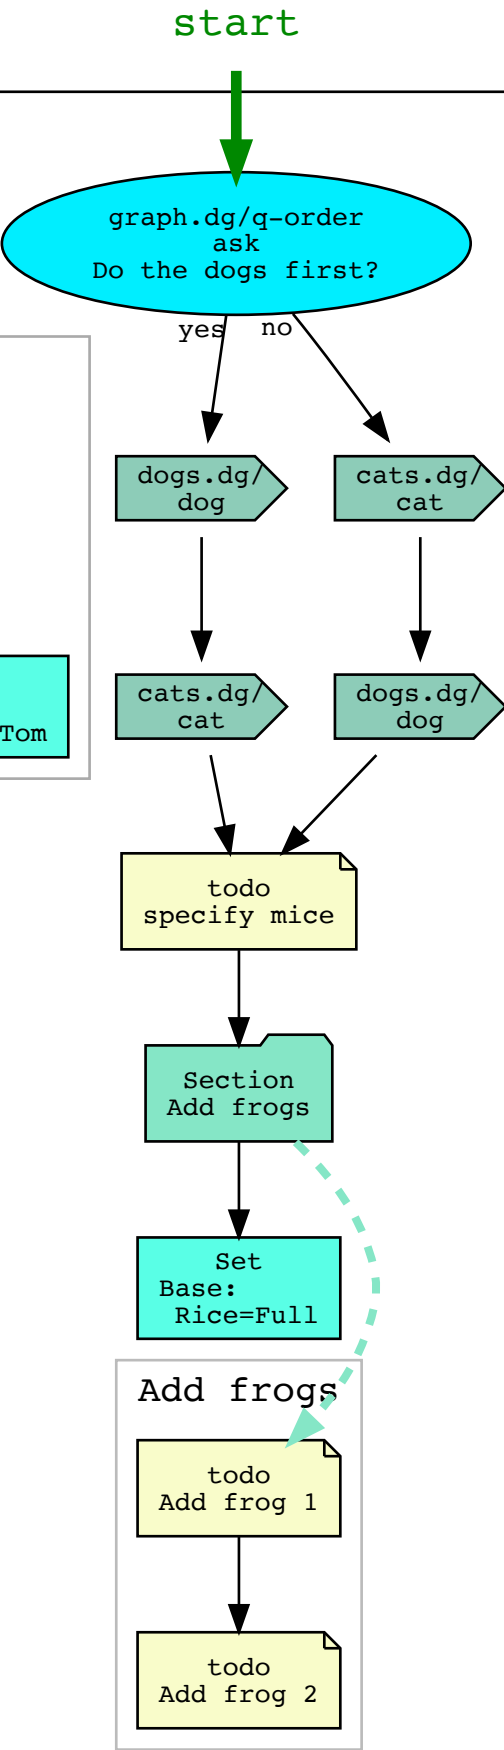 start
graph.dg/q-order
ask
Do the dogs first?
yes
no
dogs.dg/
dog
cats.dg/
cat
cats.dg/
cat
dogs.dg/
dog
Tom
todo
specify mice
Section
Add frogs
Set
Base:
Rice=Full
Add frogs
todo
Add frog 1
todo
Add frog 2